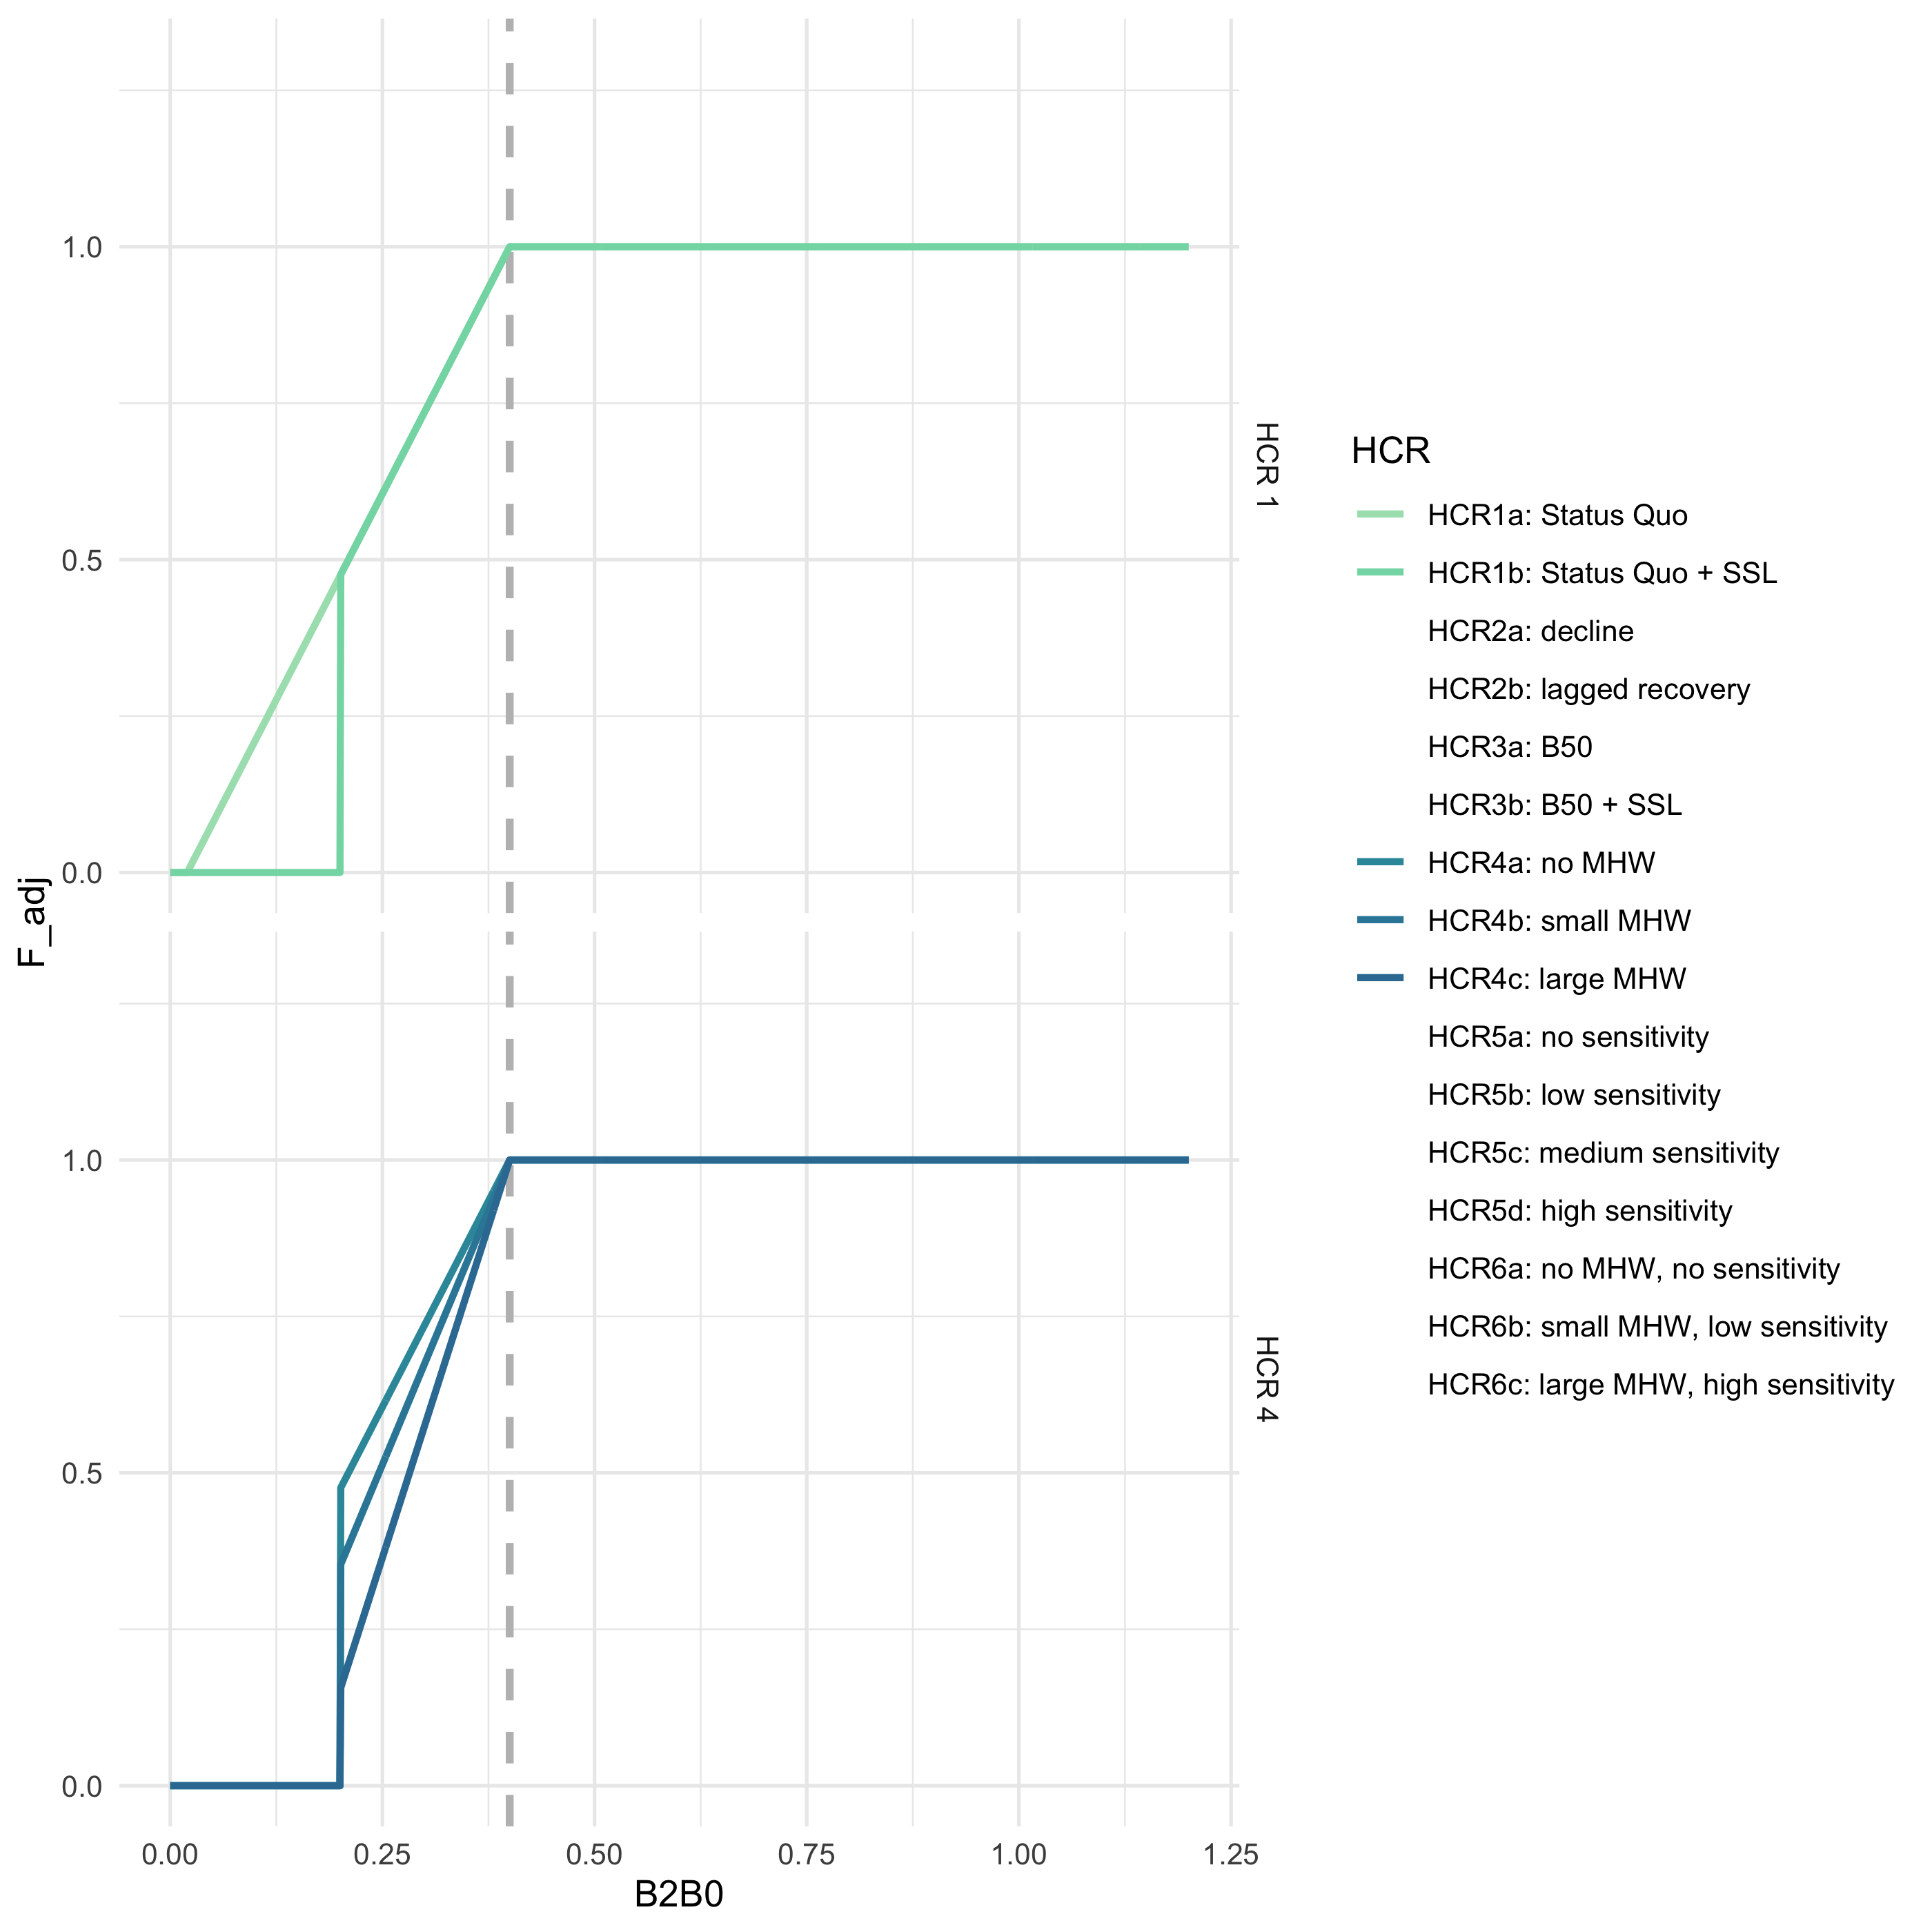 1.0
0.5
0.0
HCR 1
F_adj
1.0
0.5
0.0
HCR 4
0.00
0.25
0.50
0.75
1.00
1.25
B2B0
HCR
HCR1a: Status Quo
HCR1b: Status Quo + SSL
HCR2a: decline
HCR2b: lagged recovery
HCR3a: B50
HCR3b: B50 + SSL
HCR4a: no MHW
HCR4b: small MHW
HCR4c: large MHW
HCR5a: no sensitivity
HCR5b: low sensitivity
HCR5c: medium sensitivity
HCR5d: high sensitivity
HCR6a: no MHW, no sensitivity
HCR6b: small MHW, low sensitivity
HCR6c: large MHW, high sensitivity